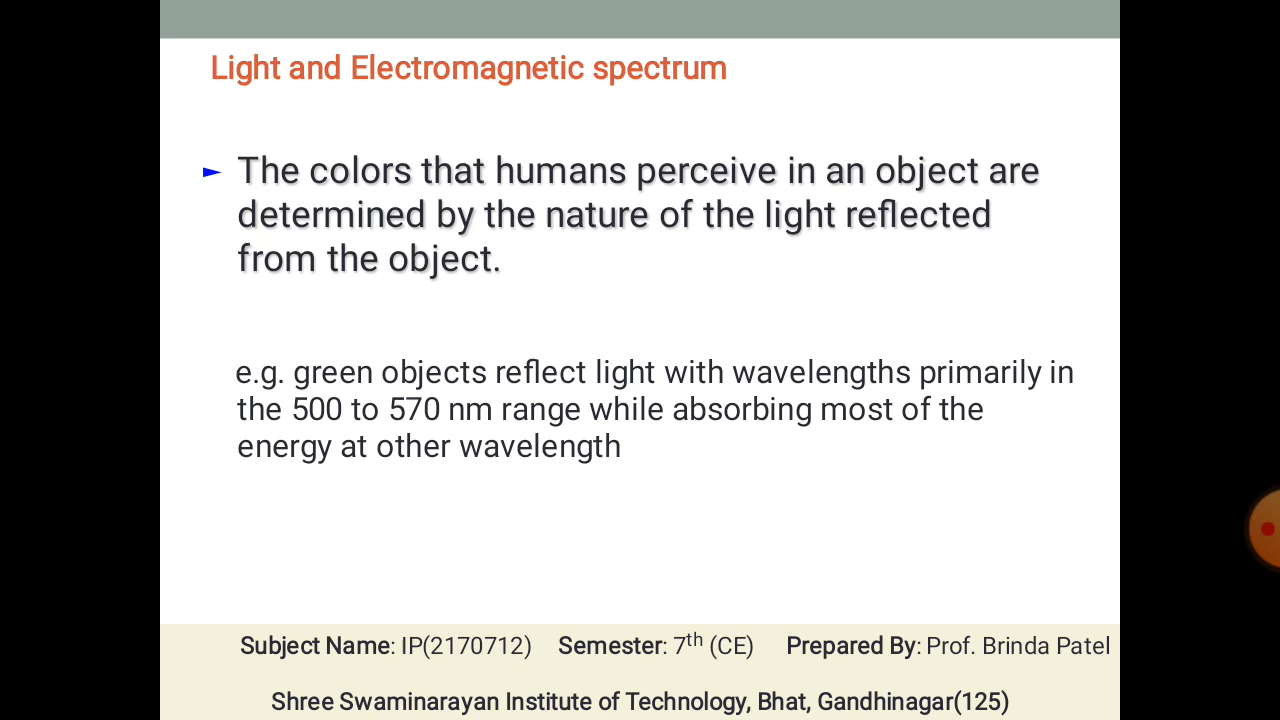 Light and Electromagnetic spectrum
► The colors that humans perceive in an object are
determined by the nature of the light reflected
from the object.
e.g. green objects reflect light with wavelengths primarily in
the 500 to 570 nm range while absorbing most of the
energy at other wavelength
Subject Name: IP(2170712) Semester: 7th (CE) Prepared By: Prof. Brinda Patel
Shree Swaminarayan Institute of Technology, Bhat, Gandhinagar(125)